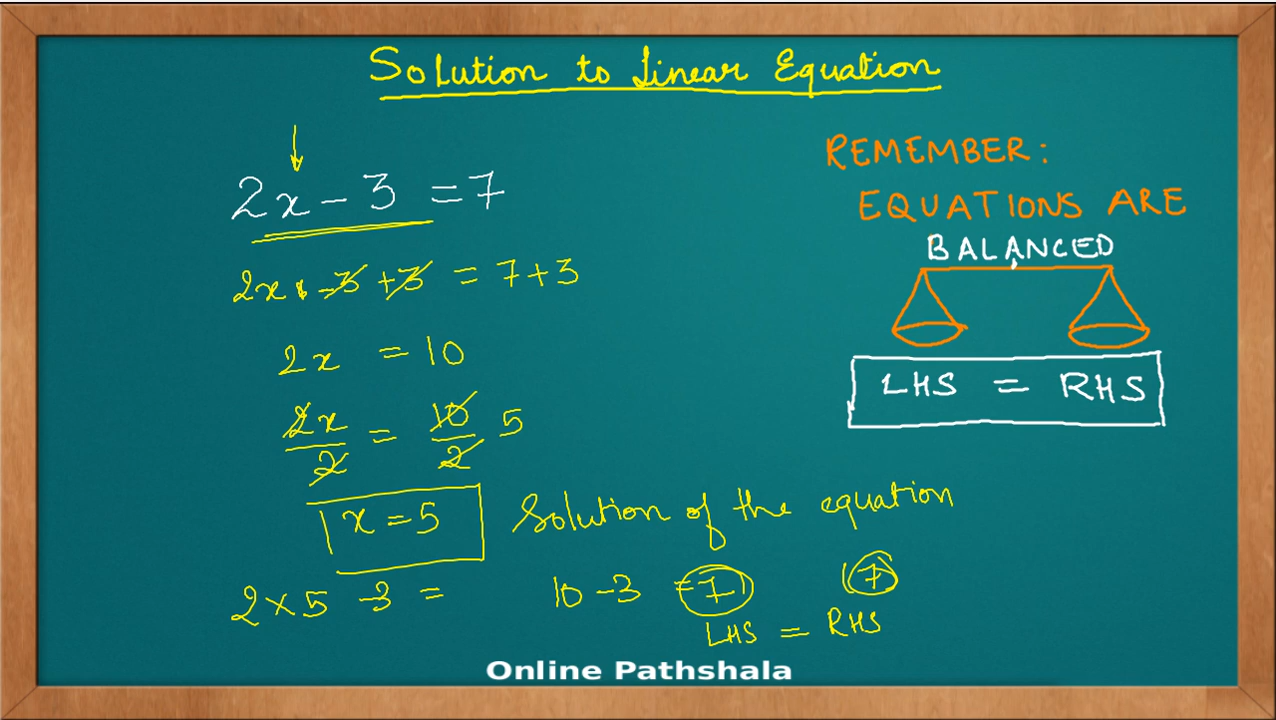 Solution to Linear Equation
2x - 3 = 7
2x - 3 + 3 = 7 + 3
2x = 10
2x/2 = 10/2 5
x = 5 Solution of the equation
2 × 5 - 3 = 10 - 3 = 7 7
LHS = RHS
REMEMBER:
EQUATIONS ARE
BALANCED
LHS = RHS
Online Pathshala